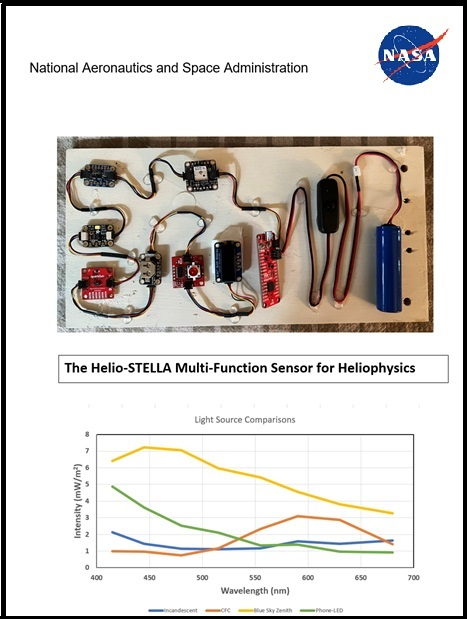 National Aeronautics and Space Administration
NASA
The Helio-STELLA Multi-Function Sensor for Heliophysics
Light Source Comparisons
8
7
6
5
4
3
2
1
0
Intensity (mW/m²)
400 450 500 550 600 650 700
Wavelength (nm)
Incandescent CFC Blue Sky Zenith Phone-LED